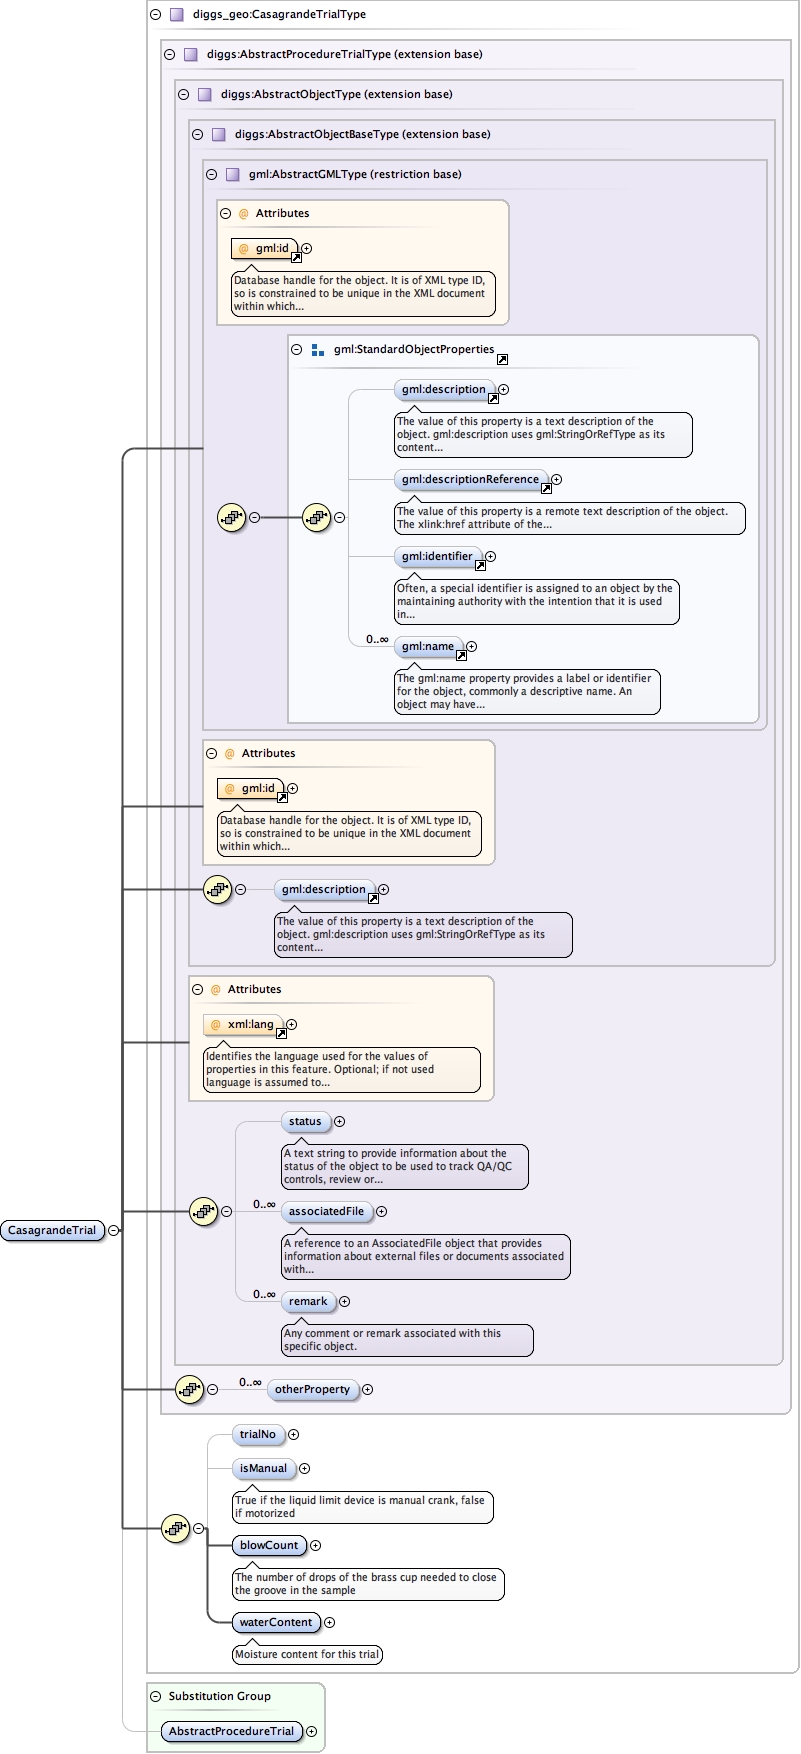 diggs_geo:CasagrandeTrialType
diggs:AbstractProcedureTrialType (extension base)
diggs:AbstractObjectType (extension base)
diggs:AbstractObjectBaseType (extension base)
gml:AbstractGMLType (restriction base)
@ Attributes
@ gml:id
Database handle for the object. It is of XML type ID,
so is constrained to be unique in the XML document
within which...
gml:StandardObjectProperties
gml:description
The value of this property is a text description of the
object. gml:description uses gml:StringOrRefType as its
content...
gml:descriptionReference
The value of this property is a remote text description of the object.
The xlink:href attribute of the...
gml:identifier
Often, a special identifier is assigned to an object by the
maintaining authority with the intention that it is used
in...
0..∞
gml:name
The gml:name property provides a label or identifier
for the object, commonly a descriptive name. An
object may have...
@ Attributes
@ gml:id
Database handle for the object. It is of XML type ID,
so is constrained to be unique in the XML document
within which...
gml:description
The value of this property is a text description of the
object. gml:description uses gml:StringOrRefType as its
content...
@ Attributes
@ xml:lang
Identifies the language used for the values of
properties in this feature. Optional; if not used
language is assumed to...
status
A text string to provide information about the
status of the object to be used to track QA/QC
controls, review or...
0..∞
associatedFile
A reference to an AssociatedFile object that provides
information about external files or documents associated
with...
CasagrandeTrial
0..∞
remark
Any comment or remark associated with this
specific object.
0..∞
otherProperty
trialNo
isManual
True if the liquid limit device is manual crank, false
if motorized
blowCount
The number of drops of the brass cup needed to close
the groove in the sample
waterContent
Moisture content for this trial
Substitution Group
AbstractProcedureTrial